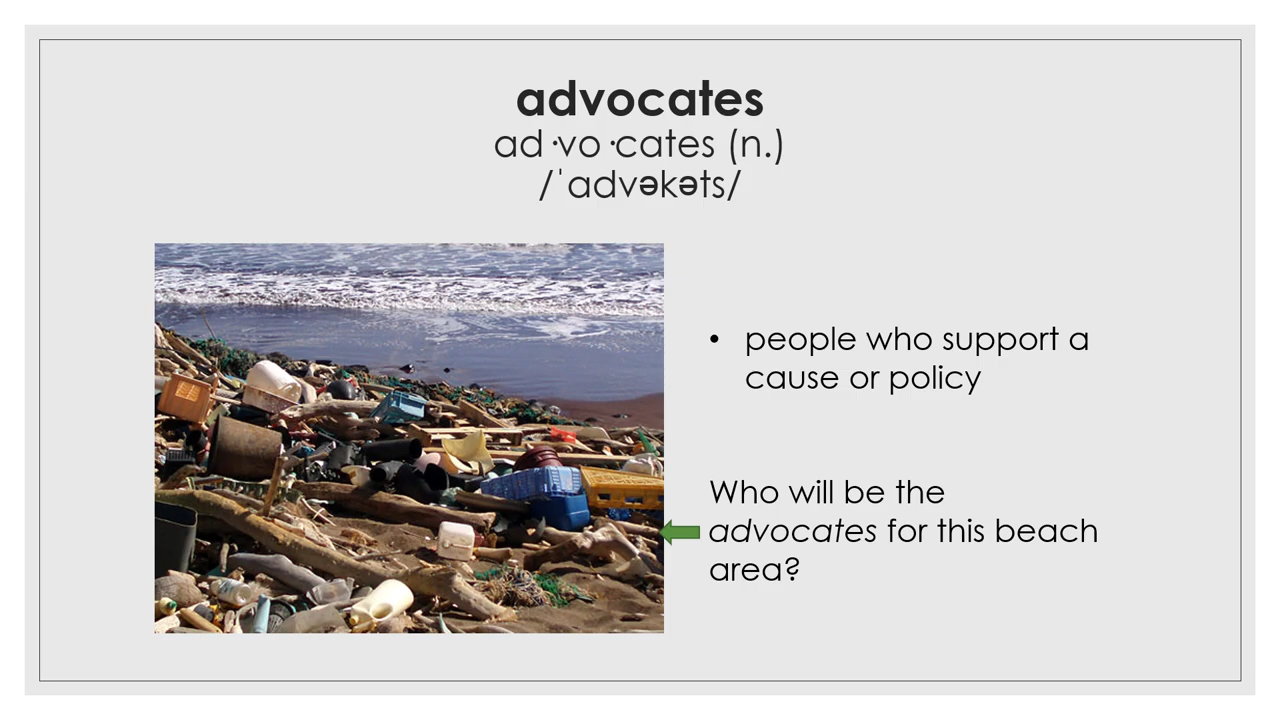 advocates
ad·vo·cates (n.)
/ˈadvəkəts/
• people who support a
cause or policy
Who will be the
advocates for this beach
area?